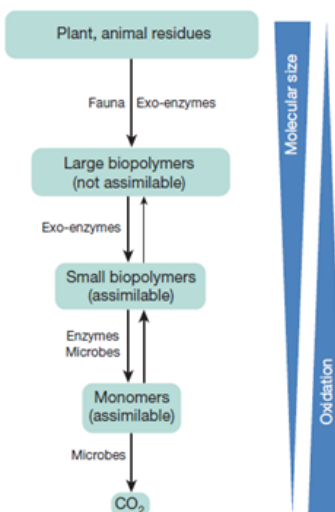 Plant, animal residues
Fauna
Exo-enzymes
Large biopolymers
(not assimilable)
Exo-enzymes
Small biopolymers
(assimilable)
Enzymes
Microbes
Monomers
(assimilable)
Microbes
CO₂
Molecular size
Oxidation